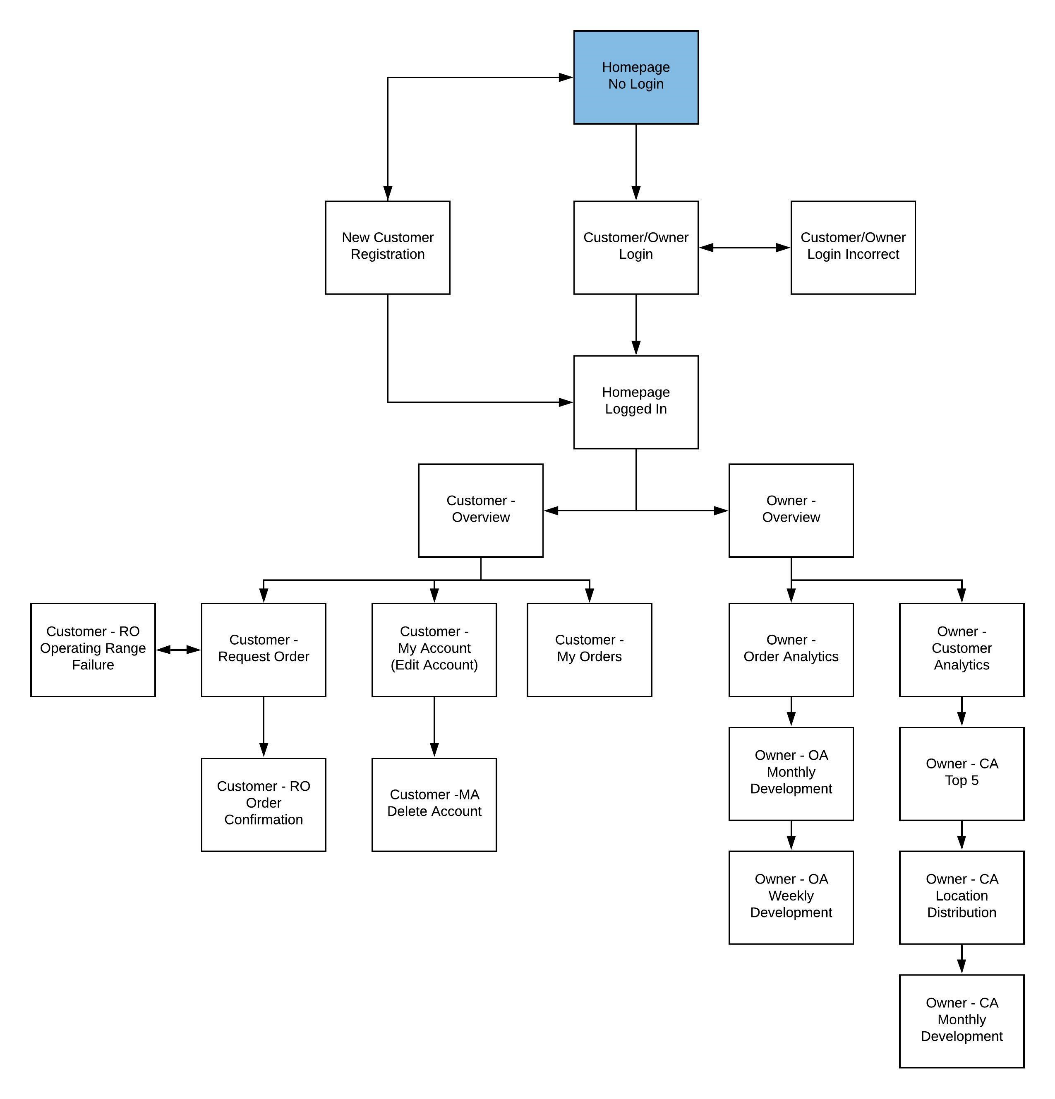 Homepage
No Login
New Customer
Registration
Customer/Owner
Login
Customer/Owner
Login Incorrect
Homepage
Logged In
Customer -
Overview
Owner -
Overview
Customer - RO
Operating Range
Failure
Customer -
Request Order
Customer -
My Account
(Edit Account)
Customer -
My Orders
Owner -
Order Analytics
Owner -
Customer
Analytics
Customer - RO
Order
Confirmation
Customer -MA
Delete Account
Owner - OA
Monthly
Development
Owner - CA
Top 5
Owner - OA
Weekly
Development
Owner - CA
Location
Distribution
Owner - CA
Monthly
Development